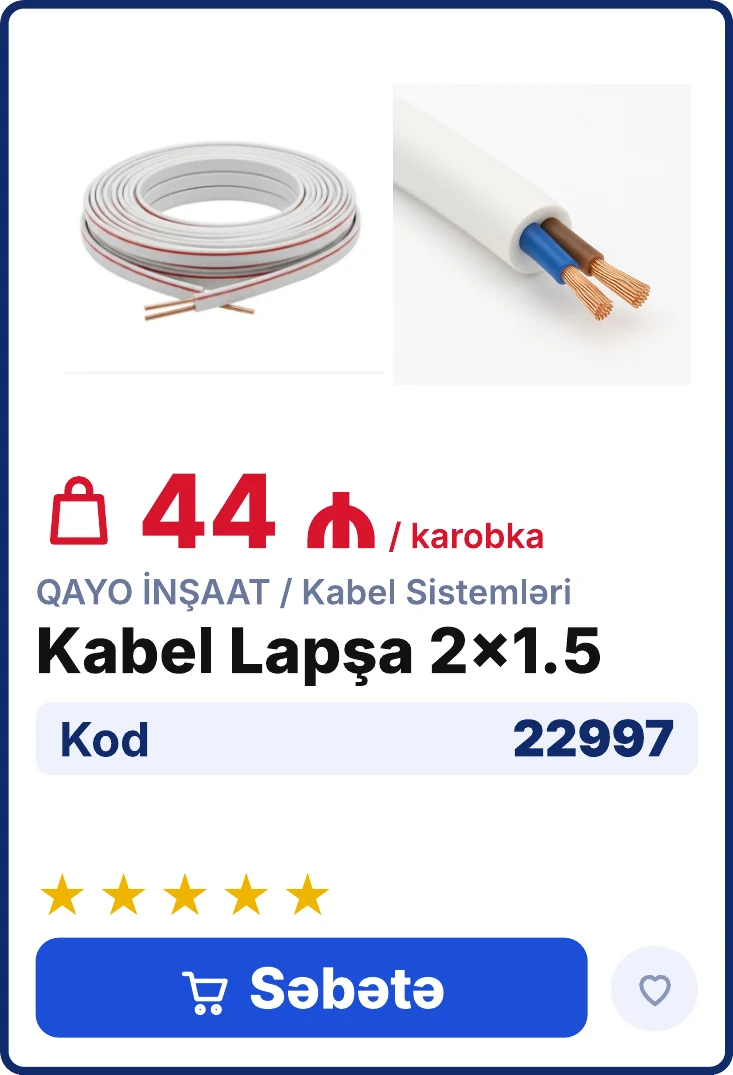 44 ₼ / karobka
QAYO İNŞAAT / Kabel Sistemləri
Kabel Lapşa 2×1.5
Kod 22997
Səbətə